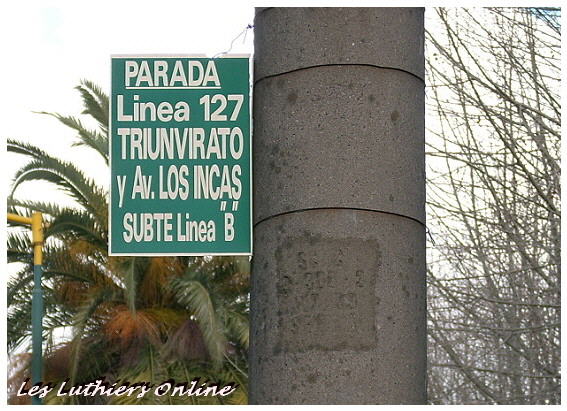 PARADA
Linea 127
TRIUNVIRATO
y Av. LOS INCAS
SUBTE Linea "B"
Les Luthiers Online